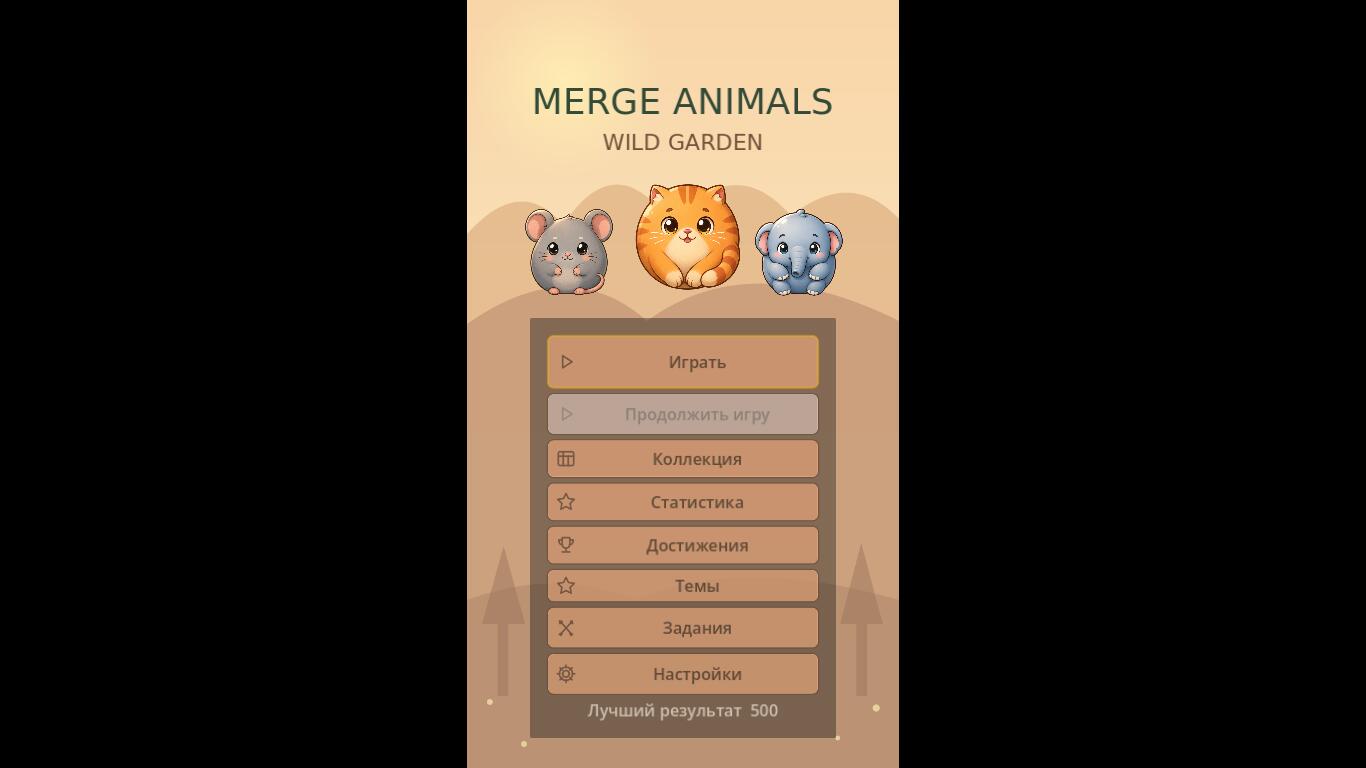 MERGE ANIMALS
WILD GARDEN
Играть
Продолжить игру
Коллекция
Статистика
Достижения
Темы
Задания
Настройки
Лучший результат 500